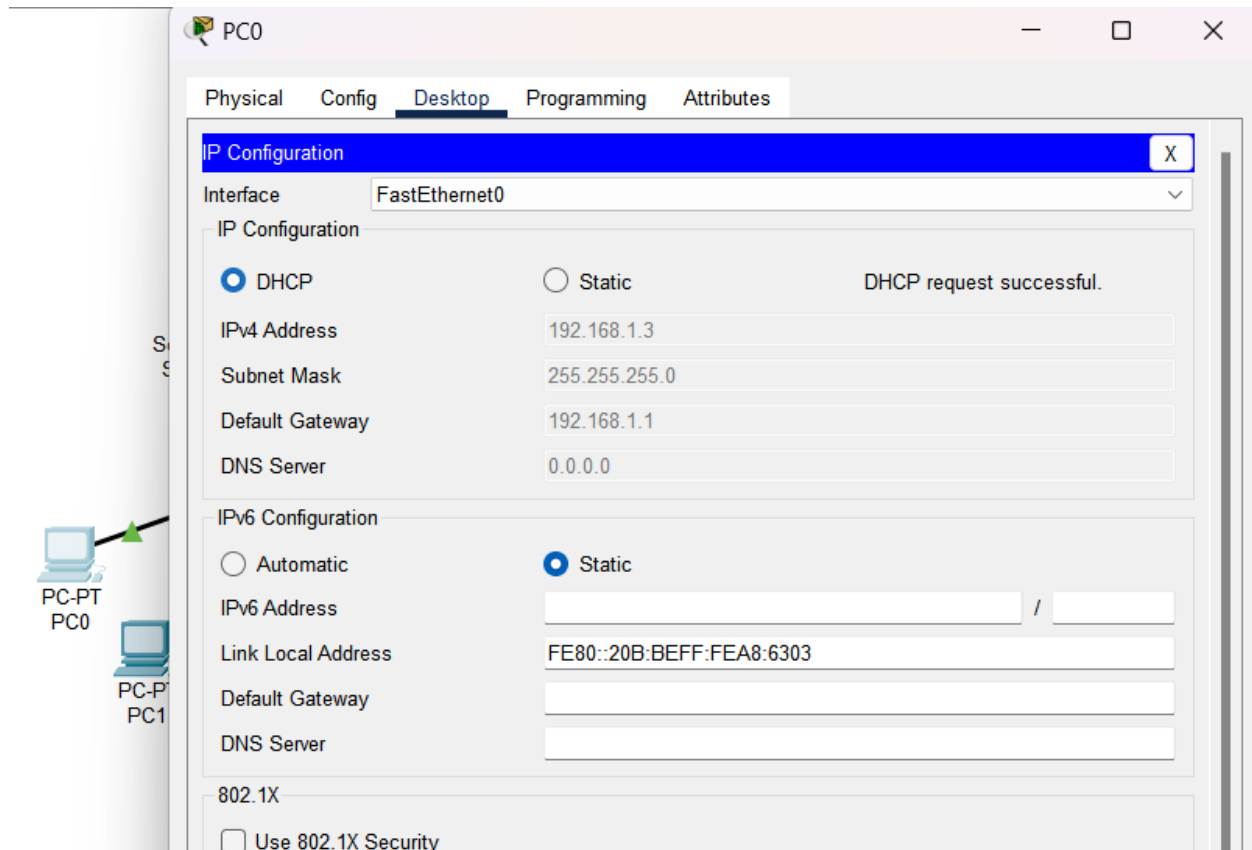 PC0
Physical Config Desktop Programming Attributes
IP Configuration X
Interface FastEthernet0
IP Configuration
DHCP Static DHCP request successful.
IPv4 Address 192.168.1.3
Subnet Mask 255.255.255.0
Default Gateway 192.168.1.1
DNS Server 0.0.0.0
IPv6 Configuration
Automatic Static
IPv6 Address /
Link Local Address FE80::20B:BEFF:FEA8:6303
Default Gateway
DNS Server
802.1X
Use 802.1X Security
PC-PT
PC0
PC-P
PC1